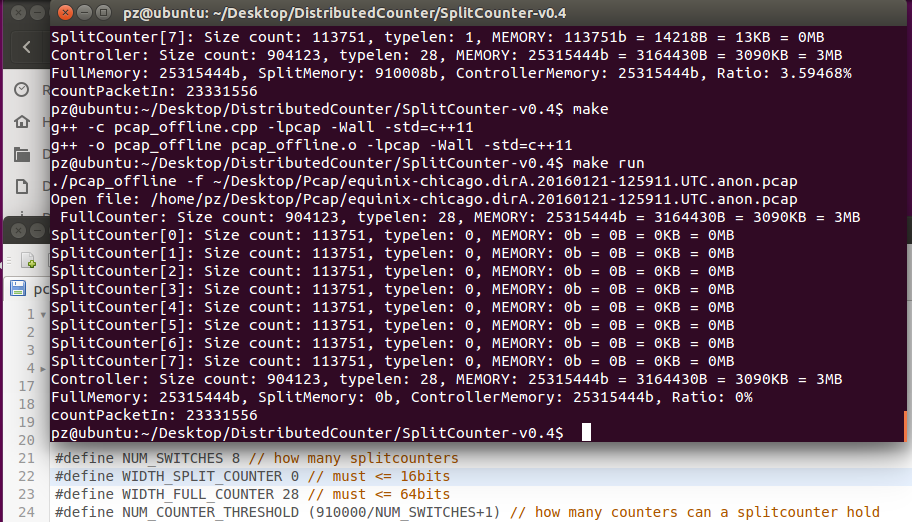 pz@ubuntu: ~/Desktop/DistributedCounter/SplitCounter-v0.4
SplitCounter[7]: Size count: 113751, typelen: 1, MEMORY: 113751b = 14218B = 13KB = 0MB
Controller: Size count: 904123, typelen: 28, MEMORY: 25315444b = 3164430B = 3090KB = 3MB
FullMemory: 25315444b, SplitMemory: 910008b, ControllerMemory: 25315444b, Ratio: 3.59468%
countPacketIn: 23331556
pz@ubuntu:~/Desktop/DistributedCounter/SplitCounter-v0.4$ make
g++ -c pcap_offline.cpp -lpcap -Wall -std=c++11
g++ -o pcap_offline pcap_offline.o -lpcap -Wall -std=c++11
pz@ubuntu:~/Desktop/DistributedCounter/SplitCounter-v0.4$ make run
./pcap_offline -f ~/Desktop/Pcap/equinix-chicago.dirA.20160121-125911.UTC.anon.pcap
Open file: /home/pz/Desktop/Pcap/equinix-chicago.dirA.20160121-125911.UTC.anon.pcap
FullCounter: Size count: 904123, typelen: 28, MEMORY: 25315444b = 3164430B = 3090KB = 3MB
SplitCounter[0]: Size count: 113751, typelen: 0, MEMORY: 0b = 0B = 0KB = 0MB
SplitCounter[1]: Size count: 113751, typelen: 0, MEMORY: 0b = 0B = 0KB = 0MB
SplitCounter[2]: Size count: 113751, typelen: 0, MEMORY: 0b = 0B = 0KB = 0MB
SplitCounter[3]: Size count: 113751, typelen: 0, MEMORY: 0b = 0B = 0KB = 0MB
SplitCounter[4]: Size count: 113751, typelen: 0, MEMORY: 0b = 0B = 0KB = 0MB
SplitCounter[5]: Size count: 113751, typelen: 0, MEMORY: 0b = 0B = 0KB = 0MB
SplitCounter[6]: Size count: 113751, typelen: 0, MEMORY: 0b = 0B = 0KB = 0MB
SplitCounter[7]: Size count: 113751, typelen: 0, MEMORY: 0b = 0B = 0KB = 0MB
Controller: Size count: 904123, typelen: 28, MEMORY: 25315444b = 3164430B = 3090KB = 3MB
FullMemory: 25315444b, SplitMemory: 0b, ControllerMemory: 25315444b, Ratio: 0%
countPacketIn: 23331556
pz@ubuntu:~/Desktop/DistributedCounter/SplitCounter-v0.4$
1
2
3
4
17
18
19
20
21 #define NUM_SWITCHES 8 // how many splitcounters
22 #define WIDTH_SPLIT_COUNTER 0 // must <= 16bits
23 #define WIDTH_FULL_COUNTER 28 // must <= 64bits
24 #define NUM_COUNTER_THRESHOLD (910000/NUM_SWITCHES+1) // how many counters can a splitcounter hold